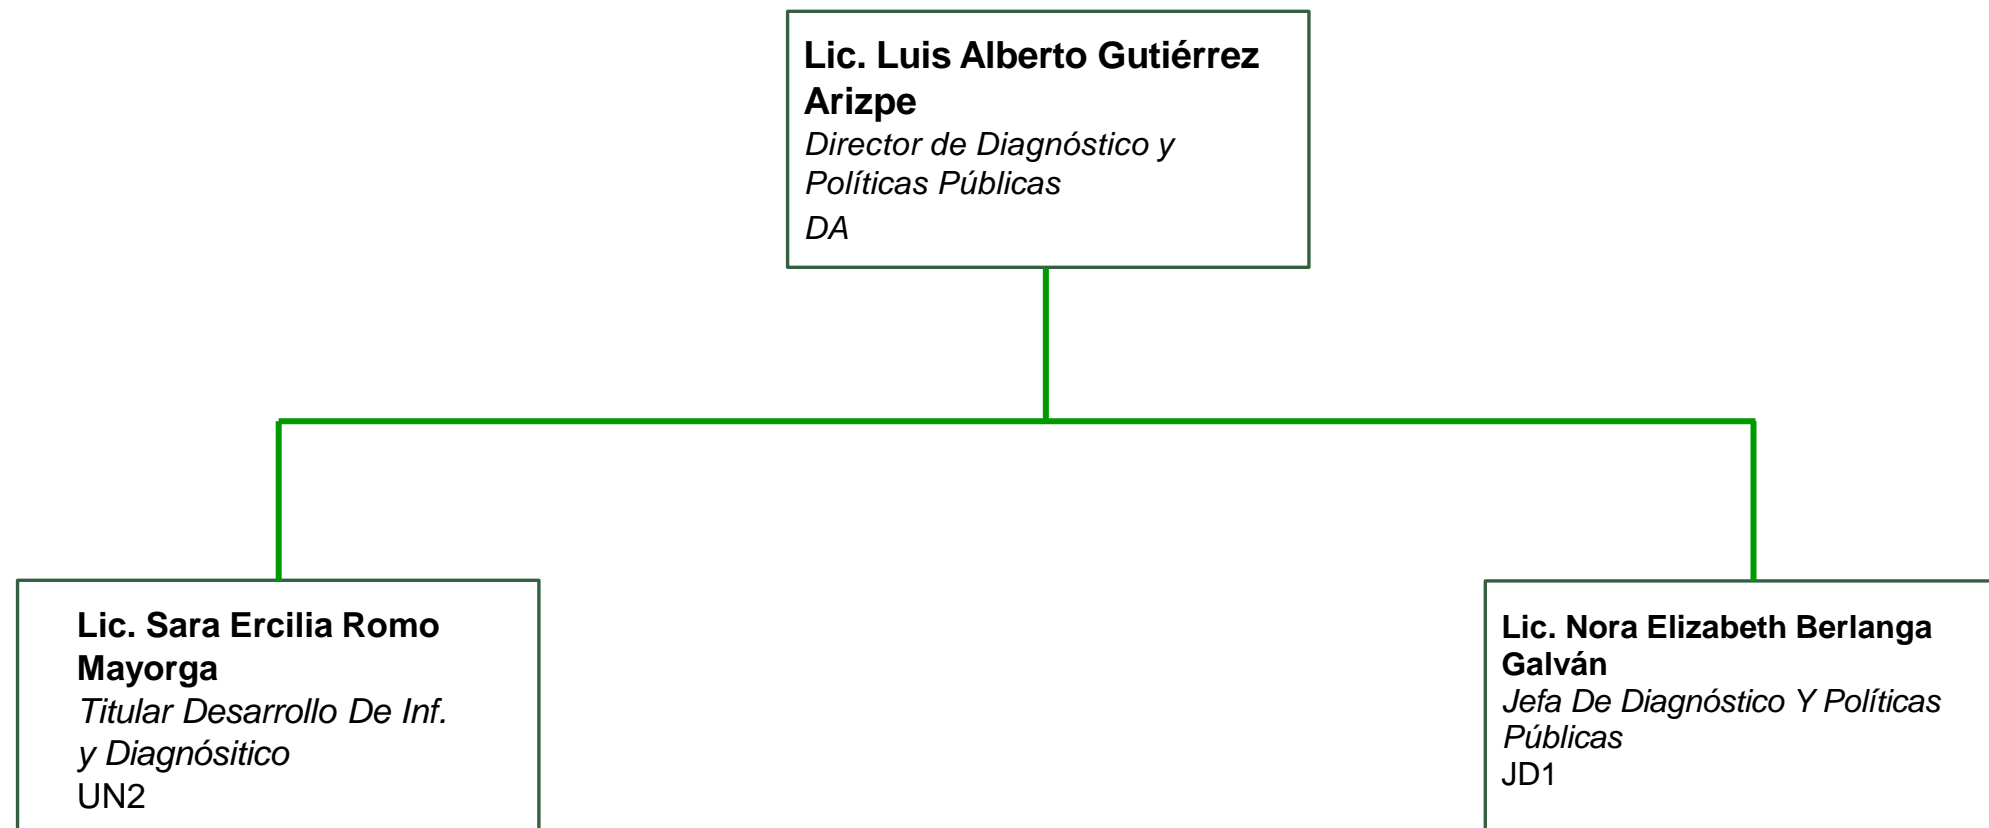 Lic. Luis Alberto Gutiérrez
Arizpe
Director de Diagnóstico y
Políticas Públicas
DA
Lic. Sara Ercilia Romo
Mayorga
Titular Desarrollo De Inf.
y Diagnósitico
UN2
Lic. Nora Elizabeth Berlanga
Galván
Jefa De Diagnóstico Y Políticas
Públicas
JD1